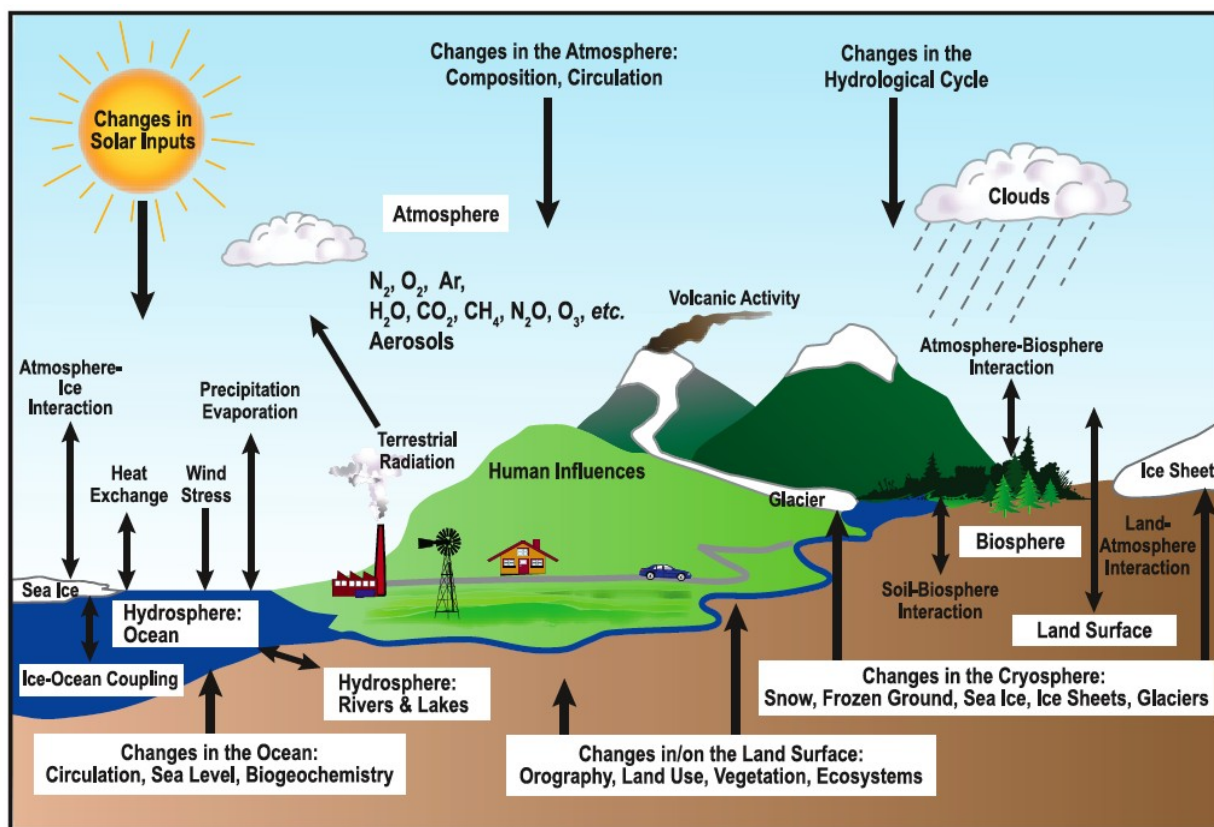 Changes in the Atmosphere:
Composition, Circulation
Changes in the
Hydrological Cycle
Changes in
Solar Inputs
Clouds
Atmosphere
N₂, O₂, Ar,
H₂O, CO₂, CH₄, N₂O, O₃, etc.
Aerosols
Volcanic Activity
Atmosphere-
Ice
Interaction
Precipitation
Evaporation
Atmosphere-Biosphere
Interaction
Terrestrial
Radiation
Human Influences
Heat
Exchange
Wind
Stress
Glacier
Ice Sheet
Biosphere
Land-
Atmosphere
Interaction
Soil-Biosphere
Interaction
Sea Ice
Hydrosphere:
Ocean
Land Surface
Ice-Ocean Coupling
Hydrosphere:
Rivers & Lakes
Changes in the Cryosphere:
Snow, Frozen Ground, Sea Ice, Ice Sheets, Glaciers
Changes in the Ocean:
Circulation, Sea Level, Biogeochemistry
Changes in/on the Land Surface:
Orography, Land Use, Vegetation, Ecosystems